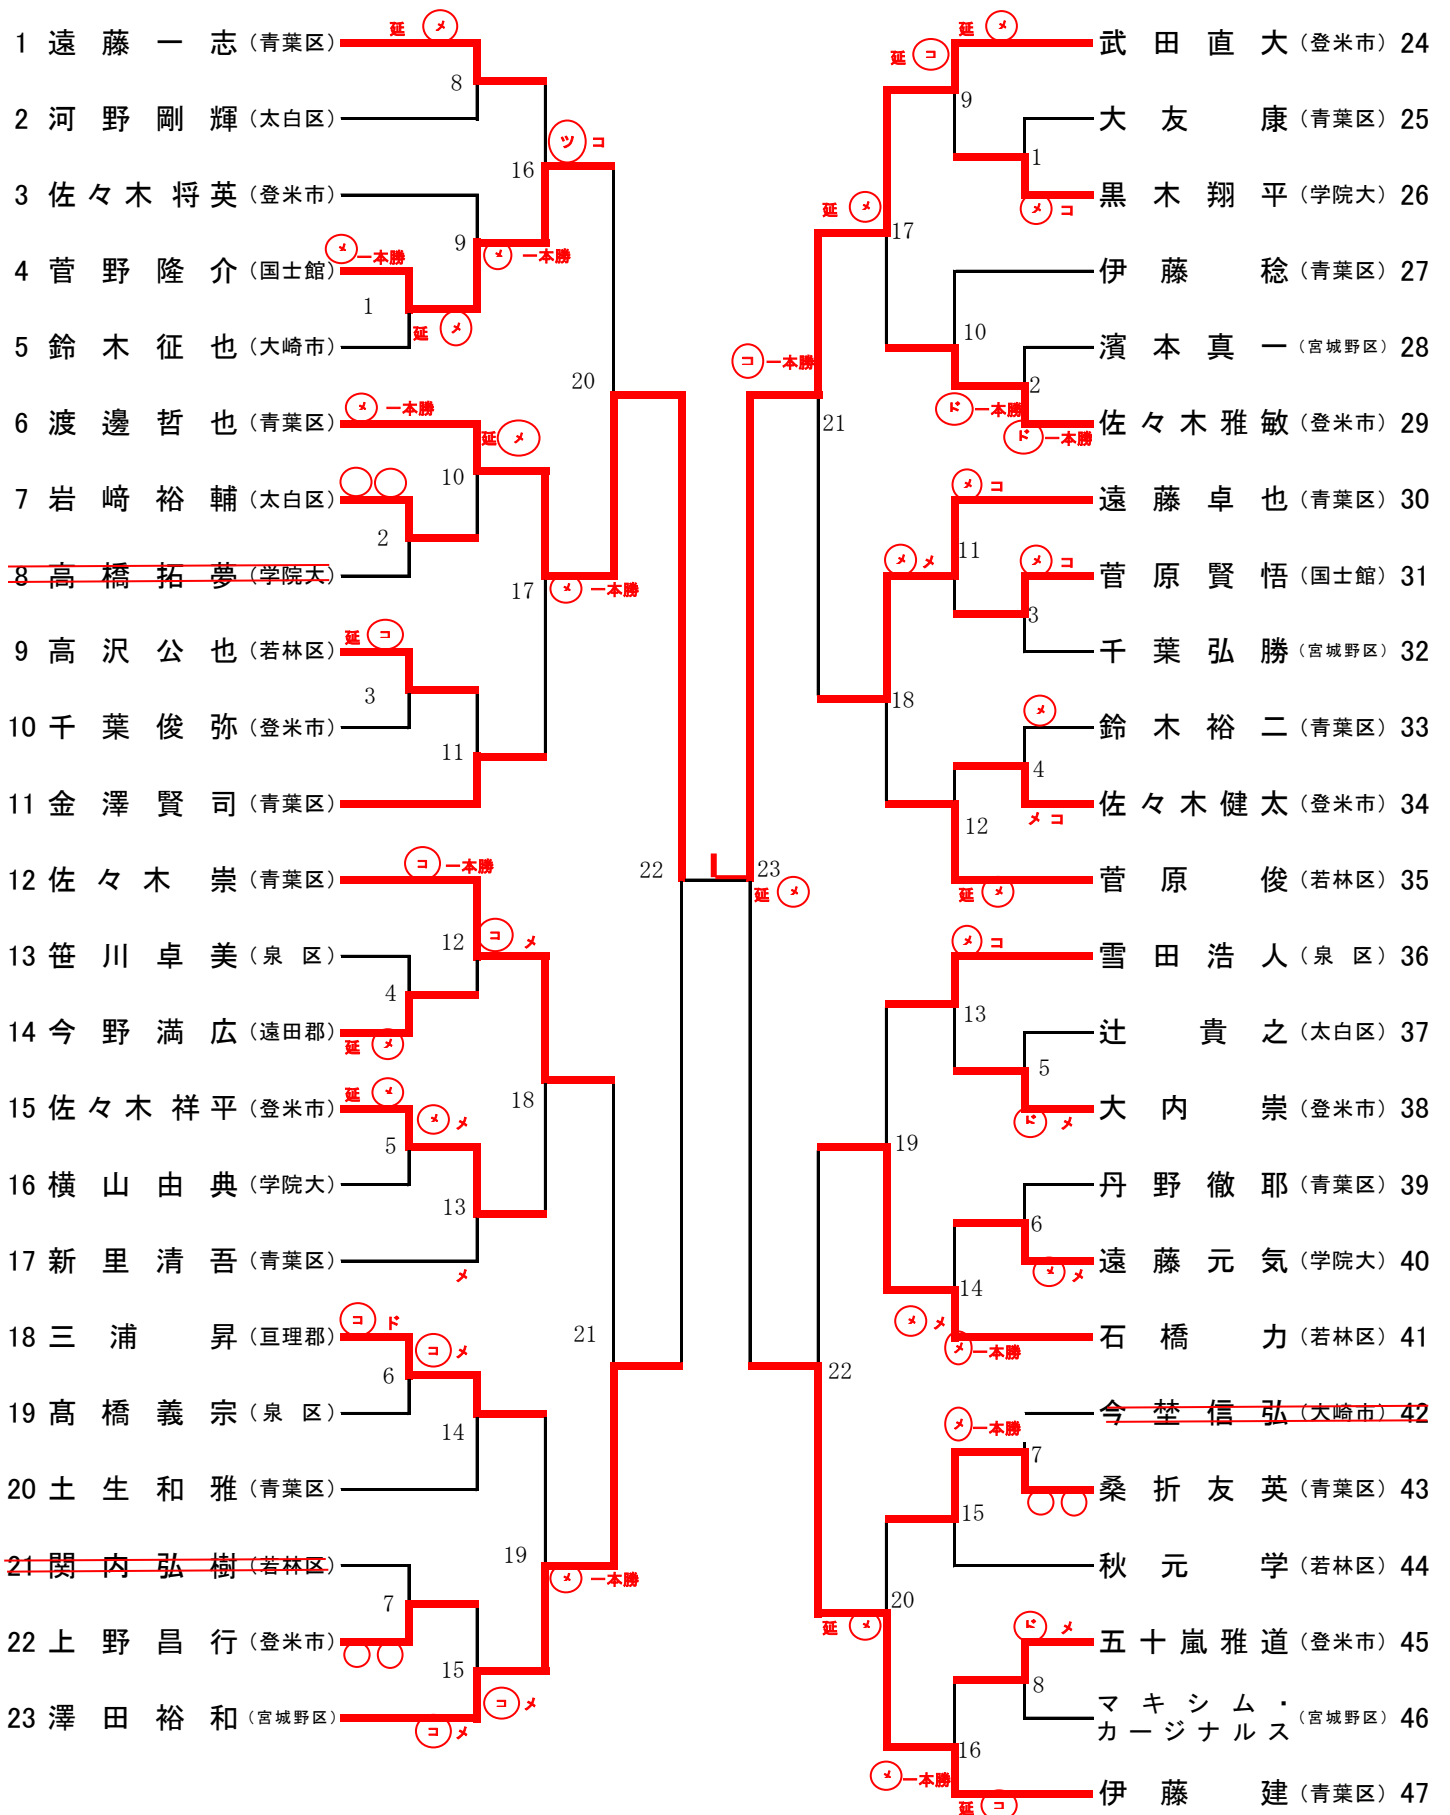 延 メ
1 遠藤一志 (青葉区)
8
2 河野剛輝 (太白区)
ツ コ
16
3 佐々木将英 (登米市)
9
メ 一本勝
メ 一本勝
4 菅野隆介 (国士館)
1
延 メ
5 鈴木征也 (大崎市)
20
メ 一本勝
6 渡邊哲也 (青葉区)
延 メ
10
7 岩﨑裕輔 (太白区)
2
8 高橋拓夢 (学院大)
17
メ 一本勝
延 コ
9 高沢公也 (若林区)
3
10 千葉俊弥 (登米市)
11
11 金澤賢司 (青葉区)
コ 一本勝
12 佐々木崇 (青葉区)
22
12
コ メ
13 笹川卓美 (泉区)
4
14 今野満広 (遠田郡)
延 メ
延 メ
15 佐々木祥平 (登米市)
メ メ
18
5
16 横山由典 (学院大)
13
17 新里清吾 (青葉区)
メ
コ ド
18 三浦昇 (亘理郡)
コ メ
21
6
19 髙橋義宗 (泉区)
14
20 土生和雅 (青葉区)
19
メ 一本勝
21 関内弘樹 (若林区)
7
22 上野昌行 (登米市)
15
コ メ
23 澤田裕和 (宮城野区)
コ メ
延 メ
延 コ
武田直大 (登米市) 24
9
大友康 (青葉区) 25
1
黒木翔平 (学院大) 26
メ コ
延 メ
17
伊藤稔 (青葉区) 27
10
濱本真一 (宮城野区) 28
コ 一本勝
2
ド 一本勝
佐々木雅敏 (登米市) 29
ド 一本勝
21
メ コ
遠藤卓也 (青葉区) 30
11
メ メ
メ コ
菅原賢悟 (国士館) 31
3
千葉弘勝 (宮城野区) 32
18
メ
鈴木裕二 (青葉区) 33
4
佐々木健太 (登米市) 34
メ コ
12
23
延 メ
菅原俊 (若林区) 35
延 メ
メ コ
雪田浩人 (泉区) 36
13
辻貴之 (太白区) 37
5
大内崇 (登米市) 38
ド メ
19
丹野徹耶 (青葉区) 39
6
遠藤元気 (学院大) 40
メ メ
14
メ メ
石橋力 (若林区) 41
メ 一本勝
22
今埜信弘 (大崎市) 42
メ 一本勝
7
桑折友英 (青葉区) 43
15
秋元学 (若林区) 44
20
延 メ
ド メ
五十嵐雅道 (登米市) 45
8
マキシム・
カージナルス (宮城野区) 46
16
メ 一本勝
伊藤建 (青葉区) 47
延 コ